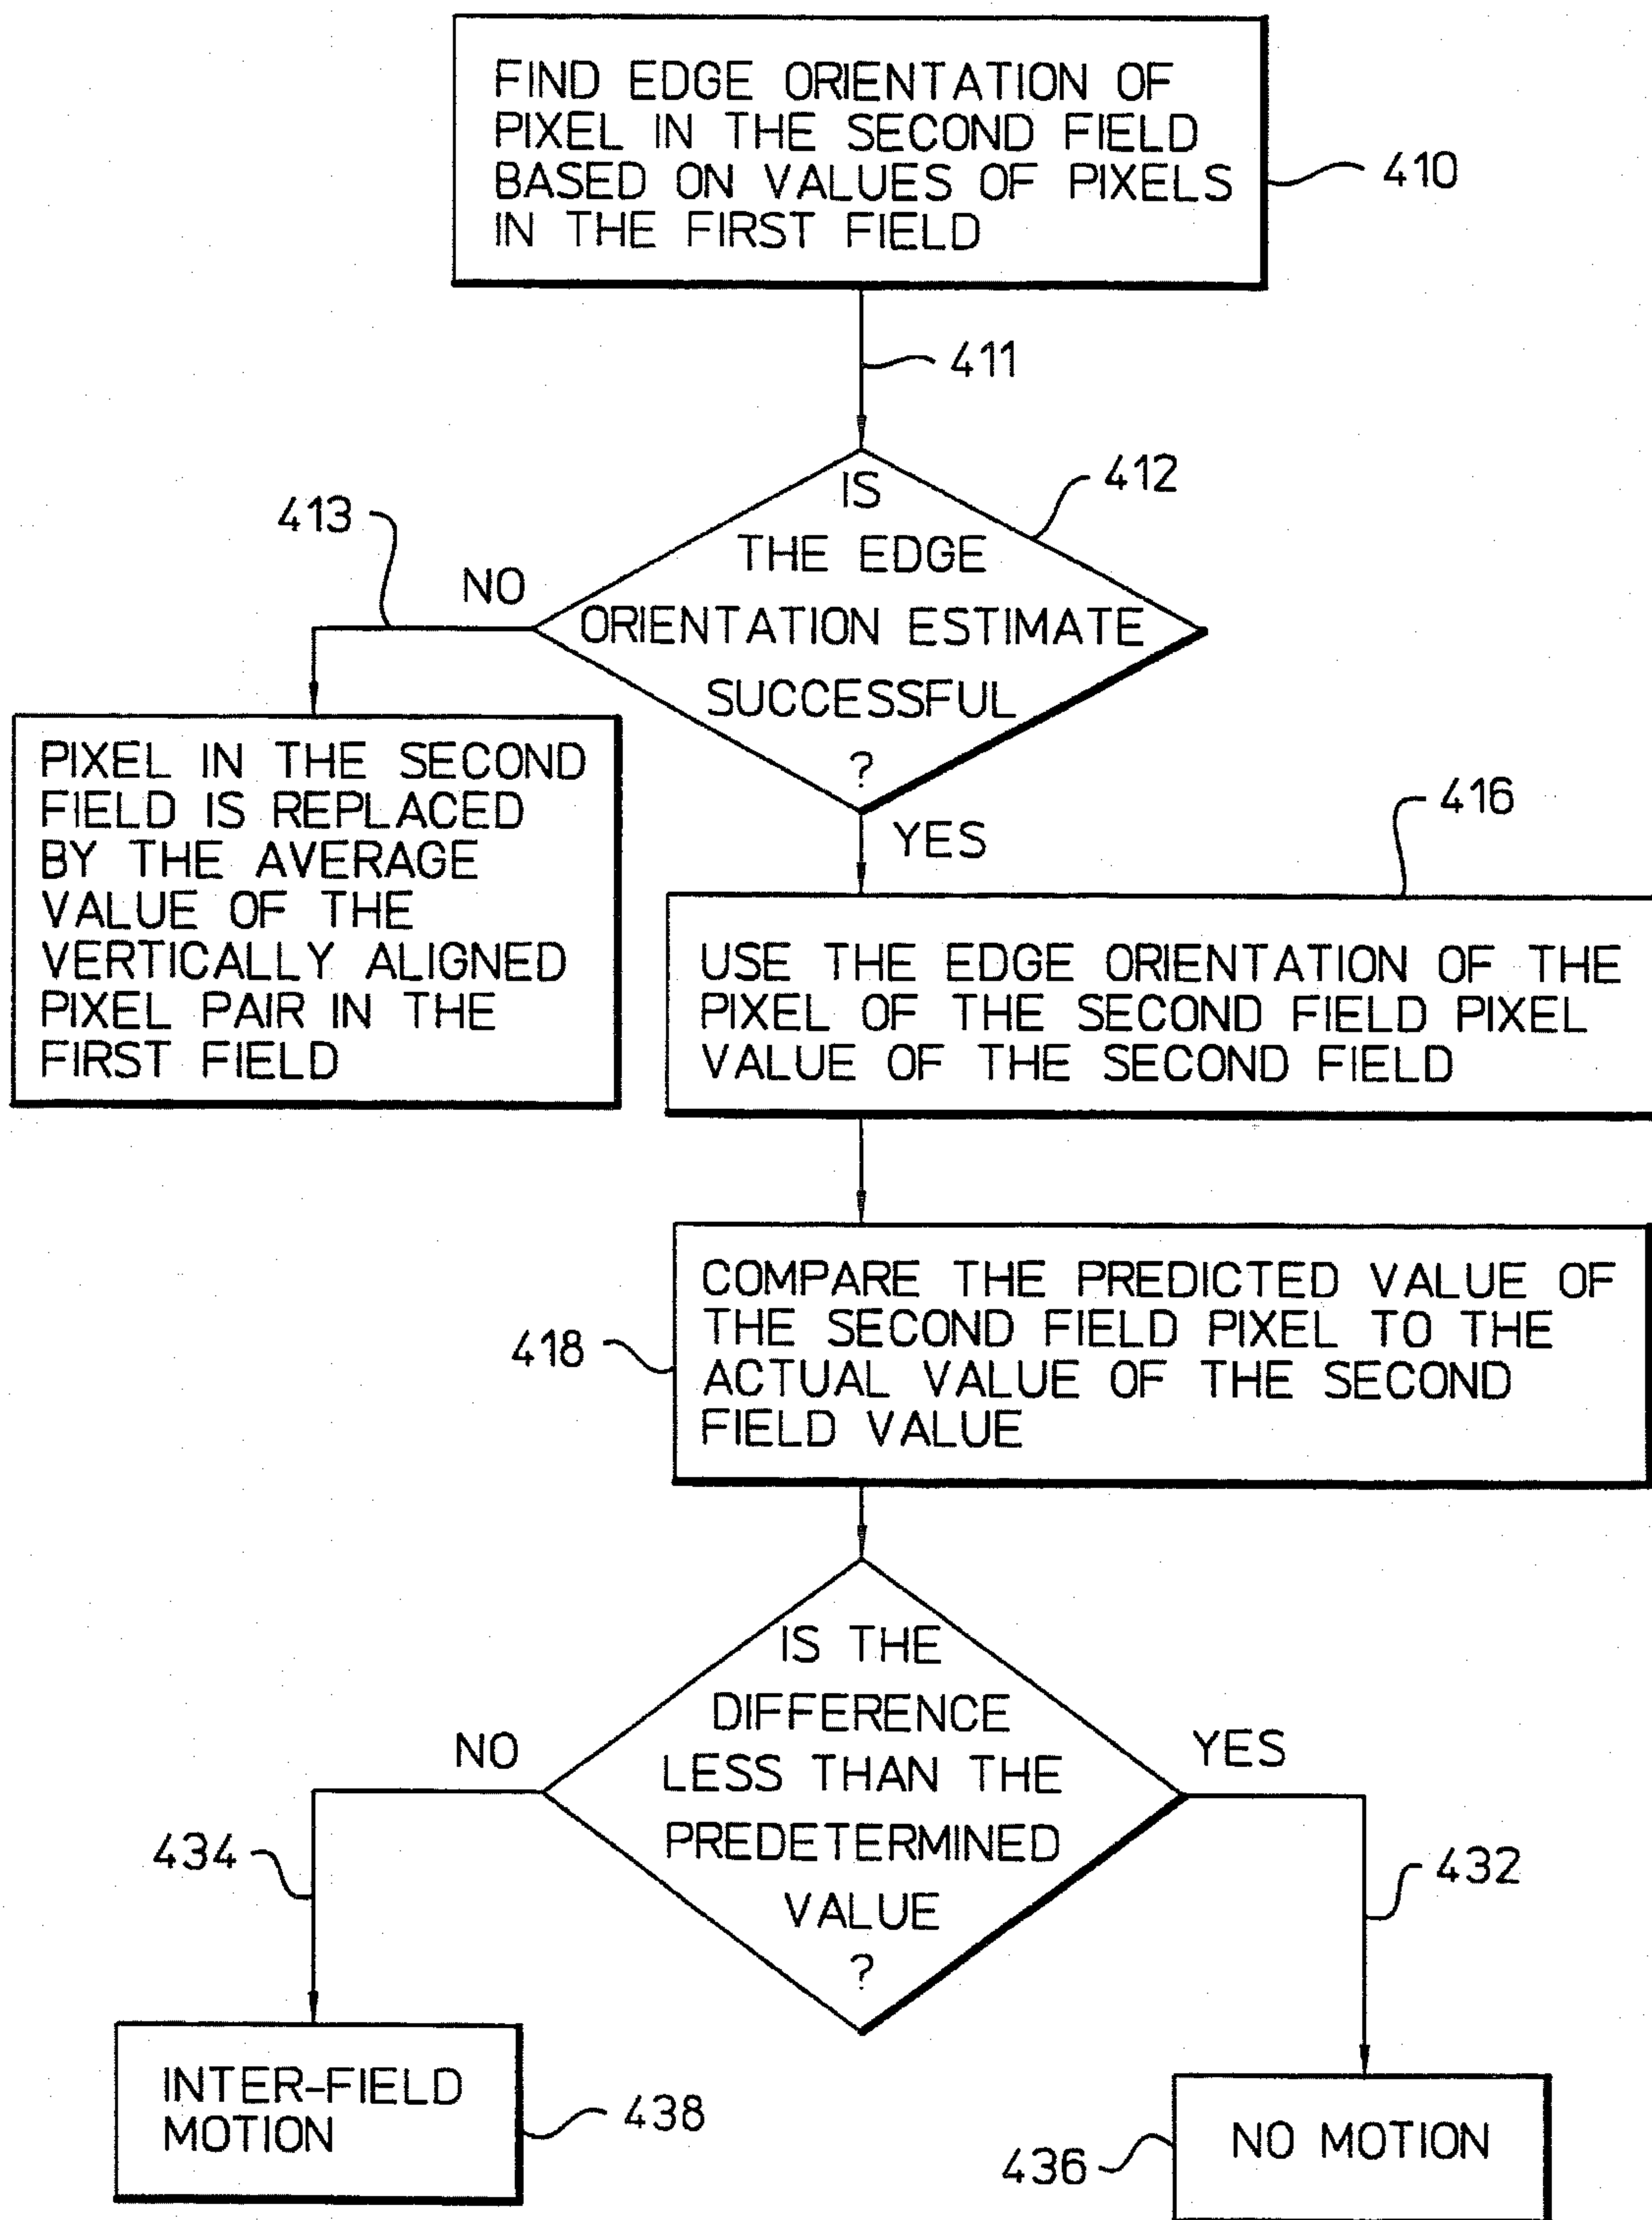 FIND EDGE ORIENTATION OF
PIXEL IN THE SECOND FIELD
BASED ON VALUES OF PIXELS
IN THE FIRST FIELD
410
411
IS
THE EDGE
ORIENTATION ESTIMATE
SUCCESSFUL
?
412
413
NO
PIXEL IN THE SECOND
FIELD IS REPLACED
BY THE AVERAGE
VALUE OF THE
VERTICALLY ALIGNED
PIXEL PAIR IN THE
FIRST FIELD
YES
416
USE THE EDGE ORIENTATION OF THE
PIXEL OF THE SECOND FIELD PIXEL
VALUE OF THE SECOND FIELD
COMPARE THE PREDICTED VALUE OF
THE SECOND FIELD PIXEL TO THE
ACTUAL VALUE OF THE SECOND
FIELD VALUE
418
IS THE
DIFFERENCE
LESS THAN THE
PREDETERMINED
VALUE
?
NO
YES
434
432
INTER-FIELD
MOTION
438
NO MOTION
436